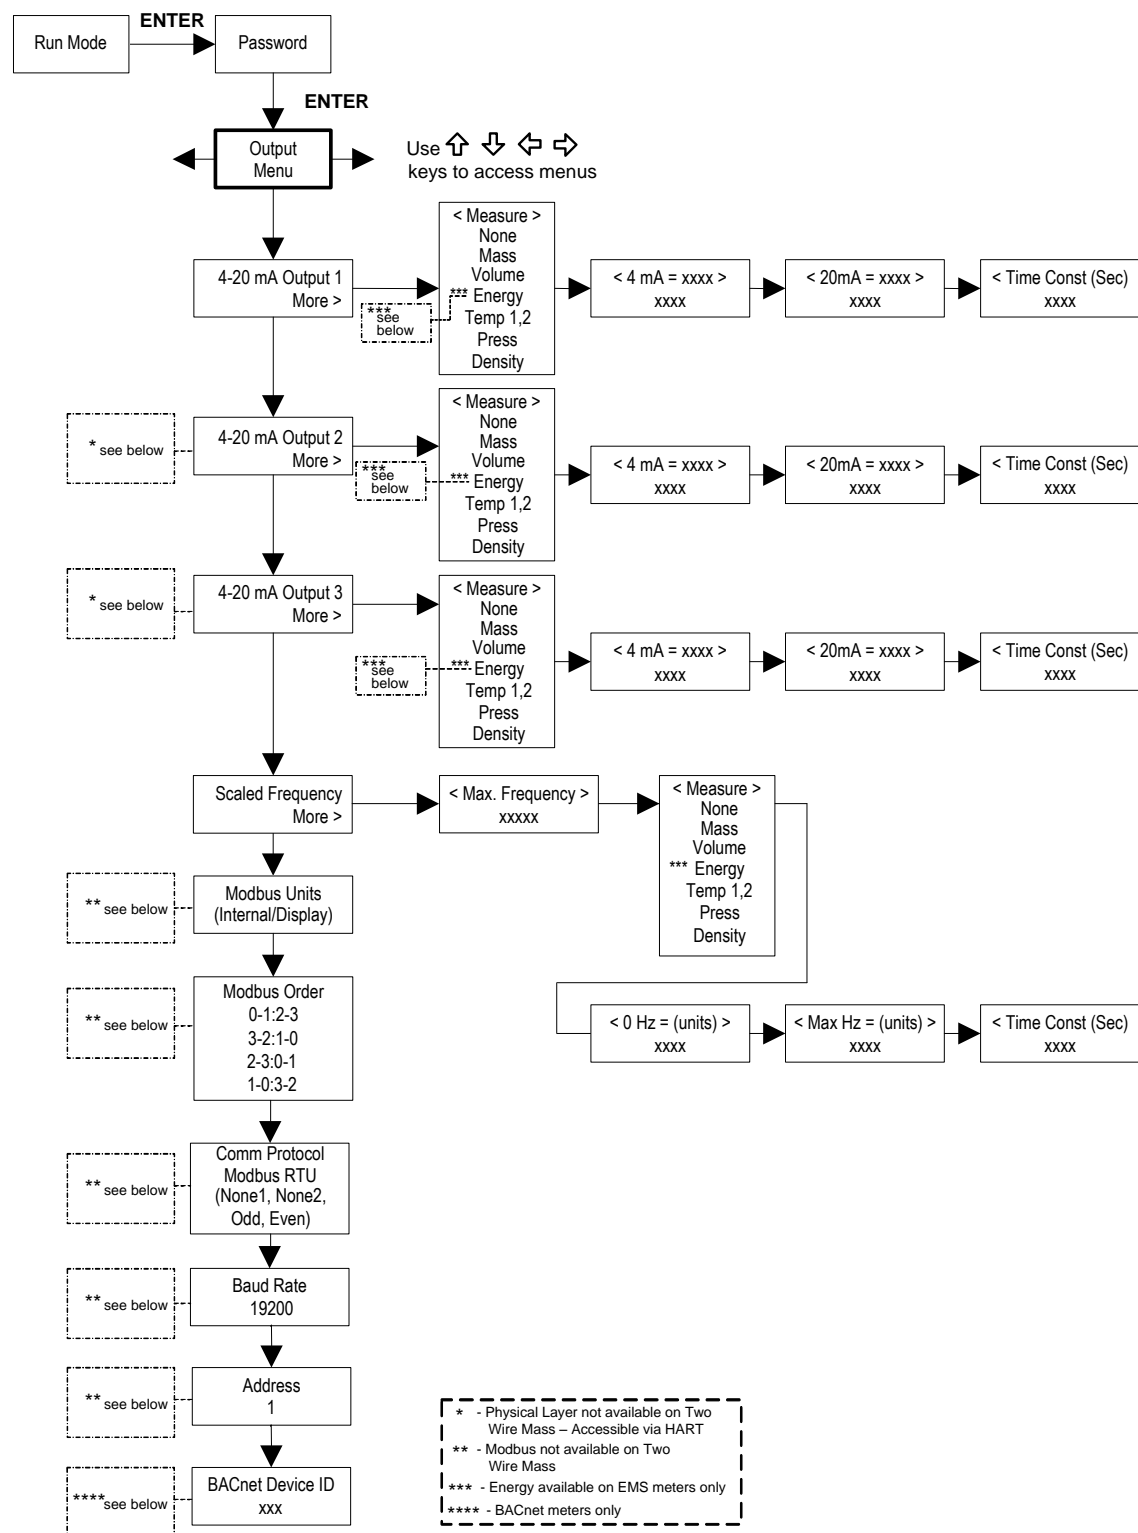 ENTER
Run Mode
Password
ENTER
Output
Menu
Use
keys to access menus
4-20 mA Output 1
More >
***
see
below
< Measure >
None
Mass
Volume
*** Energy
Temp 1,2
Press
Density
< 4 mA = xxxx >
xxxx
< 20mA = xxxx >
xxxx
< Time Const (Sec)
xxxx
* see below
4-20 mA Output 2
More >
***
see
below
< Measure >
None
Mass
Volume
*** Energy
Temp 1,2
Press
Density
< 4 mA = xxxx >
xxxx
< 20mA = xxxx >
xxxx
< Time Const (Sec)
xxxx
* see below
4-20 mA Output 3
More >
***
see
below
< Measure >
None
Mass
Volume
*** Energy
Temp 1,2
Press
Density
< 4 mA = xxxx >
xxxx
< 20mA = xxxx >
xxxx
< Time Const (Sec)
xxxx
Scaled Frequency
More >
< Max. Frequency >
xxxxx
< Measure >
None
Mass
Volume
*** Energy
Temp 1,2
Press
Density
< 0 Hz = (units) >
xxxx
< Max Hz = (units) >
xxxx
< Time Const (Sec)
xxxx
** see below
Modbus Units
(Internal/Display)
** see below
Modbus Order
0-1:2-3
3-2:1-0
2-3:0-1
1-0:3-2
** see below
Comm Protocol
Modbus RTU
(None1, None2,
Odd, Even)
** see below
Baud Rate
19200
** see below
Address
1
**** see below
BACnet Device ID
xxx
* - Physical Layer not available on Two
Wire Mass – Accessible via HART
** - Modbus not available on Two
Wire Mass
*** - Energy available on EMS meters only
**** - BACnet meters only